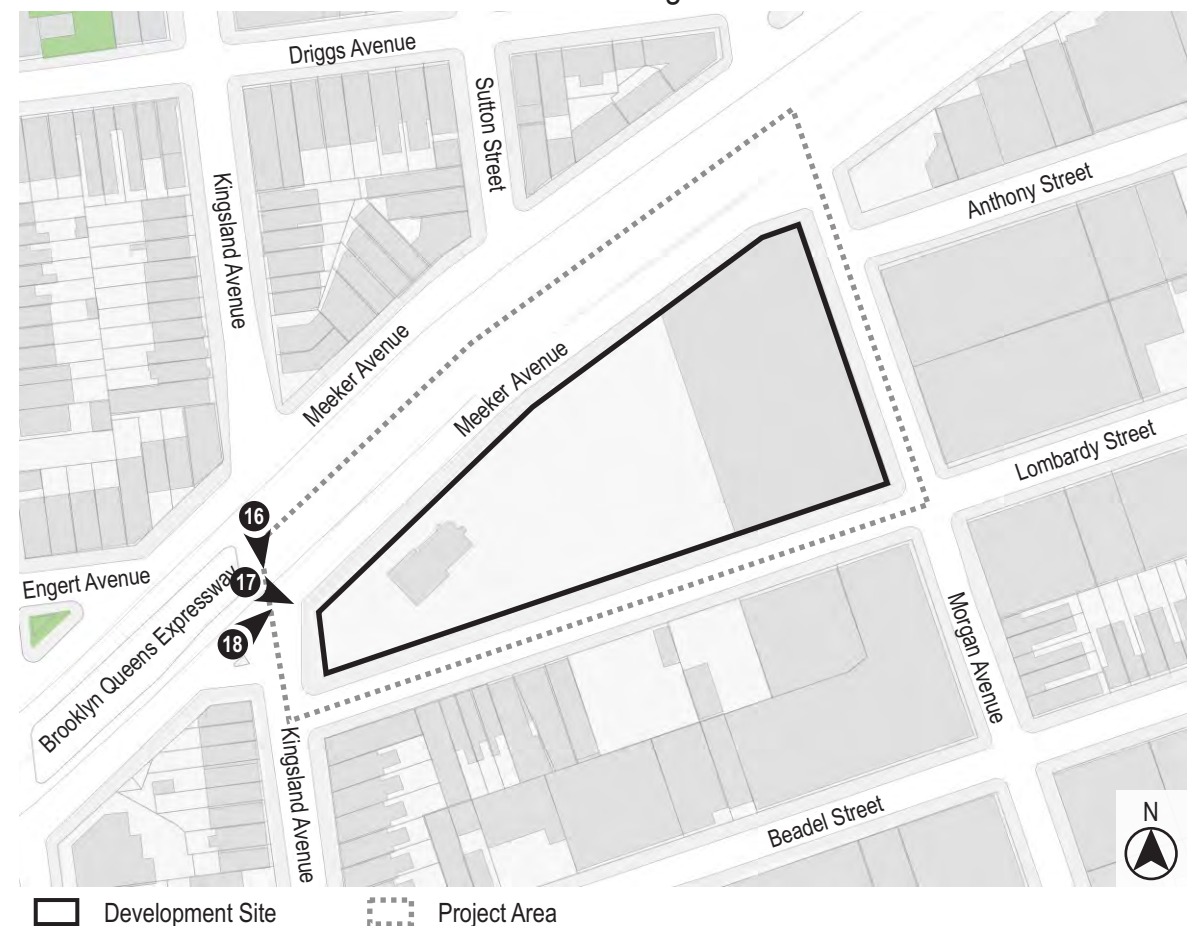 Driggs Avenue
Sutton Street
Kingsland Avenue
Anthony Street
Meeker Avenue
Meeker Avenue
Lombardy Street
16
17
18
Engert Avenue
Brooklyn Queens Expressway
Morgan Avenue
Kingsland Avenue
Beadel Street
N
Development Site
Project Area